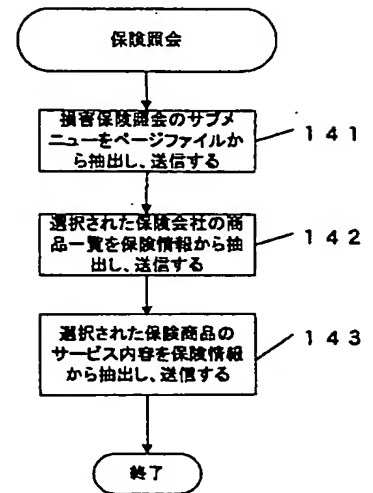 保険照会
損害保険照会のサブメ
ニューをページファイルか
ら抽出し、送信する
141
選択された保険会社の商
品一覧を保険情報から抽
出し、送信する
142
選択された保険商品の
サービス内容を保険情報
から抽出し、送信する
143
終了